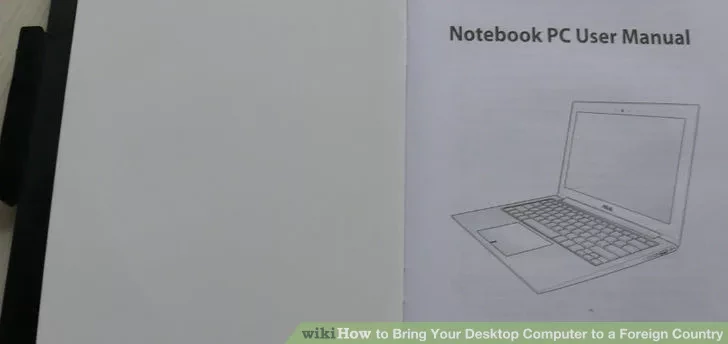 Notebook PC User Manual
ASUS
wikiHow to Bring Your Desktop Computer to a Foreign Country